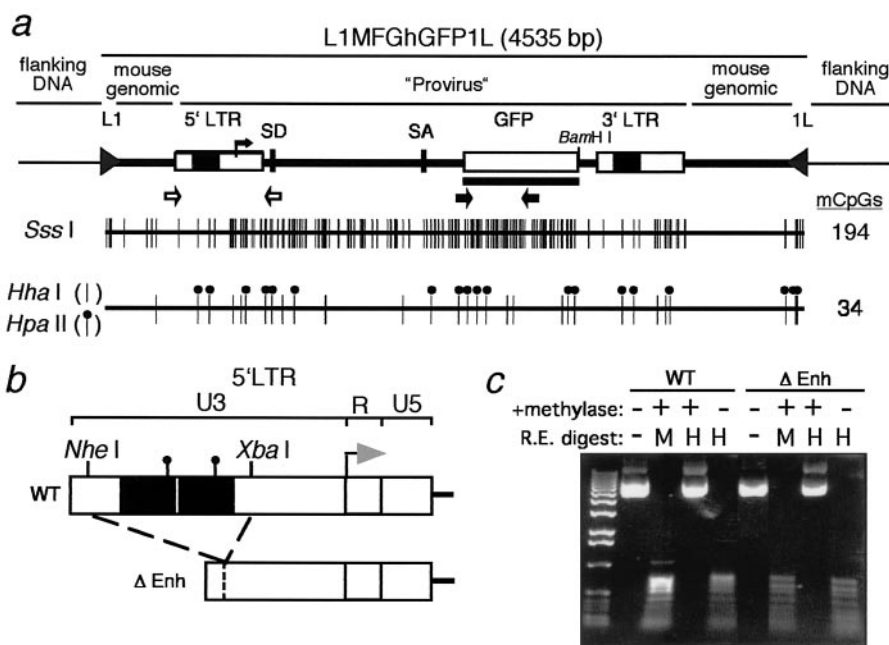 a
L1MFGhGFP1L (4535 bp)
flanking DNA
mouse genomic
"Provirus"
mouse genomic
flanking DNA
L1
5' LTR
SD
SA
GFP
BamH I
3' LTR
1L
mCpGs
Sss I
194
Hha I (|)
Hpa II ( )
34
b
5'LTR
U3
R
U5
Nhe I
Xba I
WT
Δ Enh
c
WT
Δ Enh
+methylase: - + + - - + + -
R.E. digest: - M H H - M H H